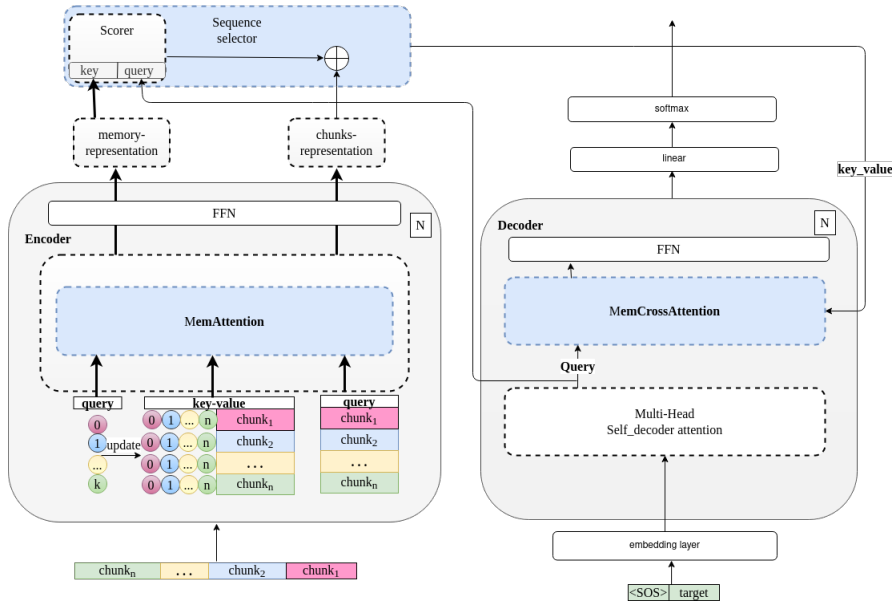 Sequence
selector
Scorer
key query
memory-
representation
chunks-
representation
FFN
N
Encoder
MemAttention
query
key-value
query
0
1
...
k
update
0 1 ... n chunk₁
0 1 ... n chunk₂
0 1 ... n ...
0 1 ... n chunkₙ
chunk₁
chunk₂
...
chunkₙ
chunkₙ ... chunk₂ chunk₁
softmax
linear
key_value
Decoder
N
FFN
MemCrossAttention
Query
Multi-Head
Self_decoder attention
embedding layer
<SOS> target